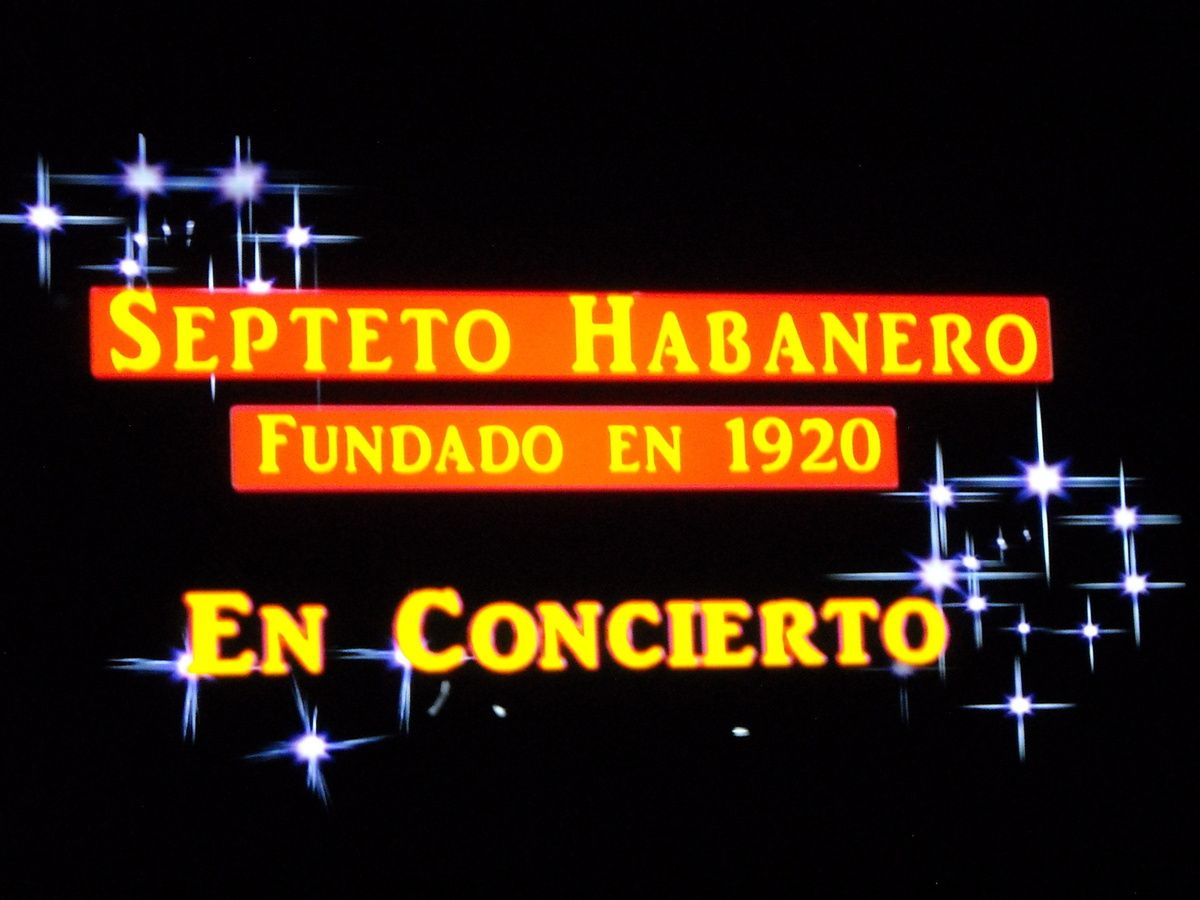 Septeto Habanero
Fundado en 1920
En Concierto